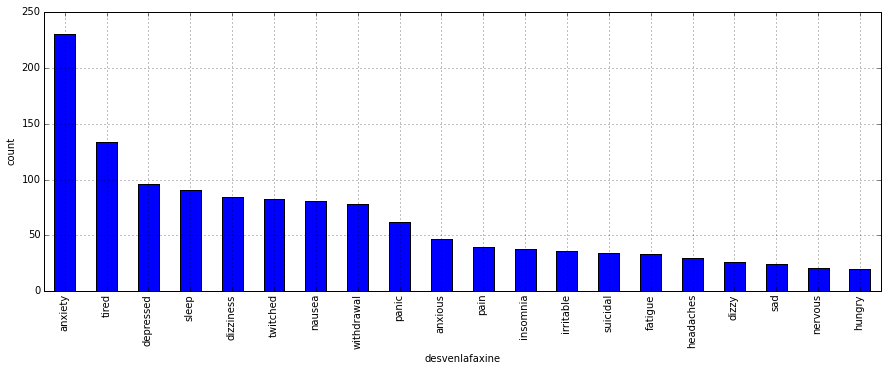 250
200
150
100
50
0
count
anxiety
tired
depressed
sleep
dizziness
twitched
nausea
withdrawal
panic
anxious
pain
insomnia
irritable
suicidal
fatigue
headaches
dizzy
sad
nervous
hungry
desvenlafaxine